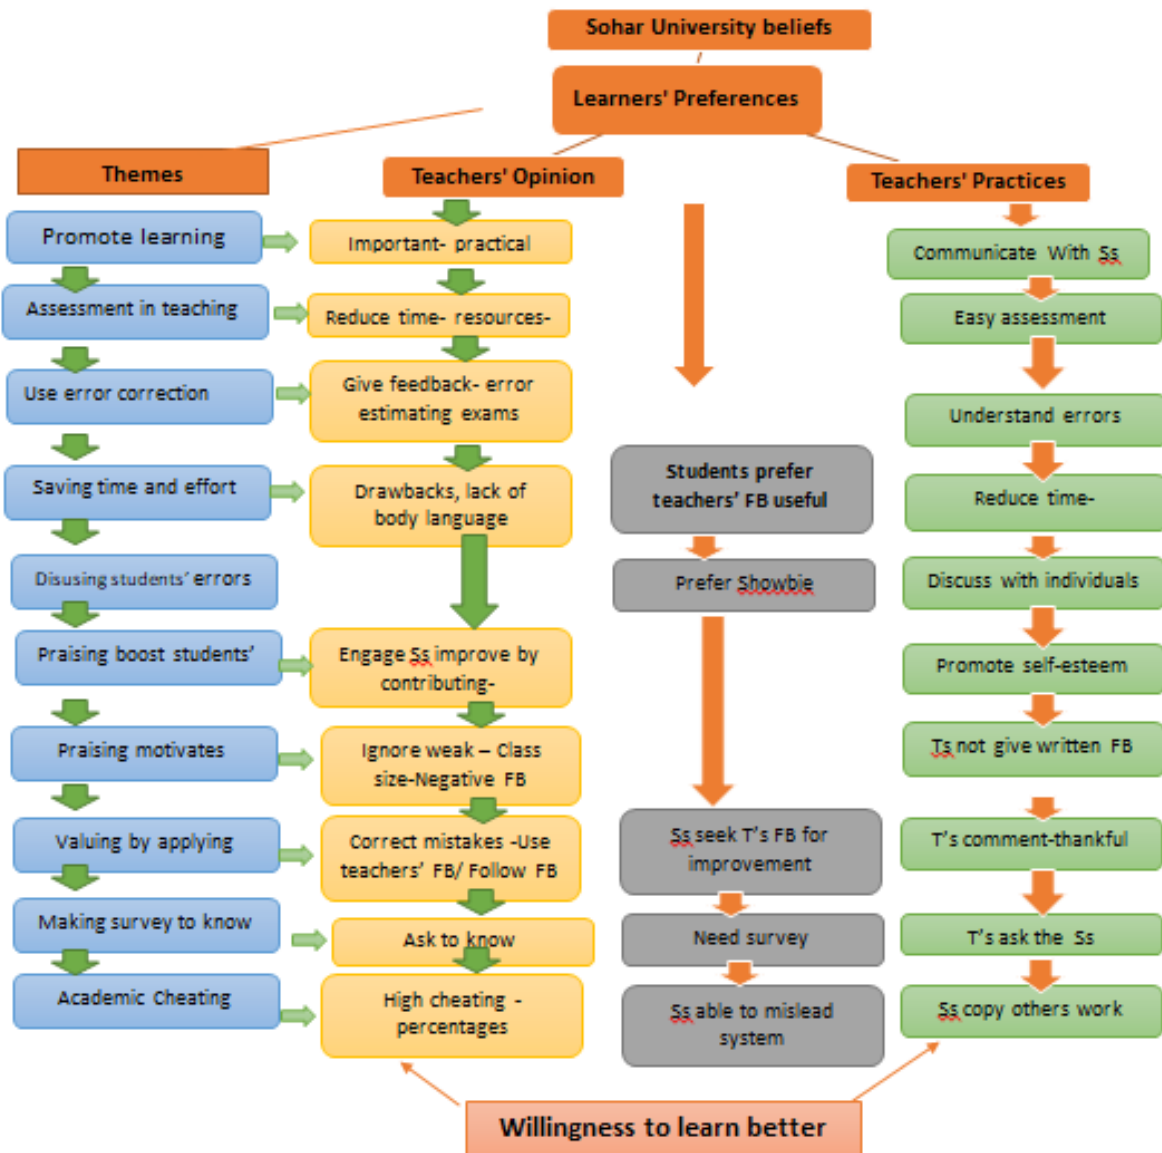 Sohar University beliefs
Learners' Preferences
Themes
Teachers' Opinion
Teachers' Practices
Promote learning
Important- practical
Communicate With Ss
Assessment in teaching
Reduce time- resources-
Easy assessment
Use error correction
Give feedback- error
estimating exams
Understand errors
Saving time and effort
Drawbacks, lack of
body language
Students prefer
teachers' FB useful
Reduce time-
Disusing students' errors
Prefer Showbie
Discuss with individuals
Praising boost students'
Engage Ss improve by
contributing-
Promote self-esteem
Praising motivates
Ignore weak – Class
size-Negative FB
Ts not give written FB
Valuing by applying
Correct mistakes -Use
teachers' FB/ Follow FB
Ss seek T's FB for
improvement
T's comment-thankful
Making survey to know
Ask to know
Need survey
T's ask the Ss
Academic Cheating
High cheating -
percentages
Ss able to mislead
system
Ss copy others work
Willingness to learn better